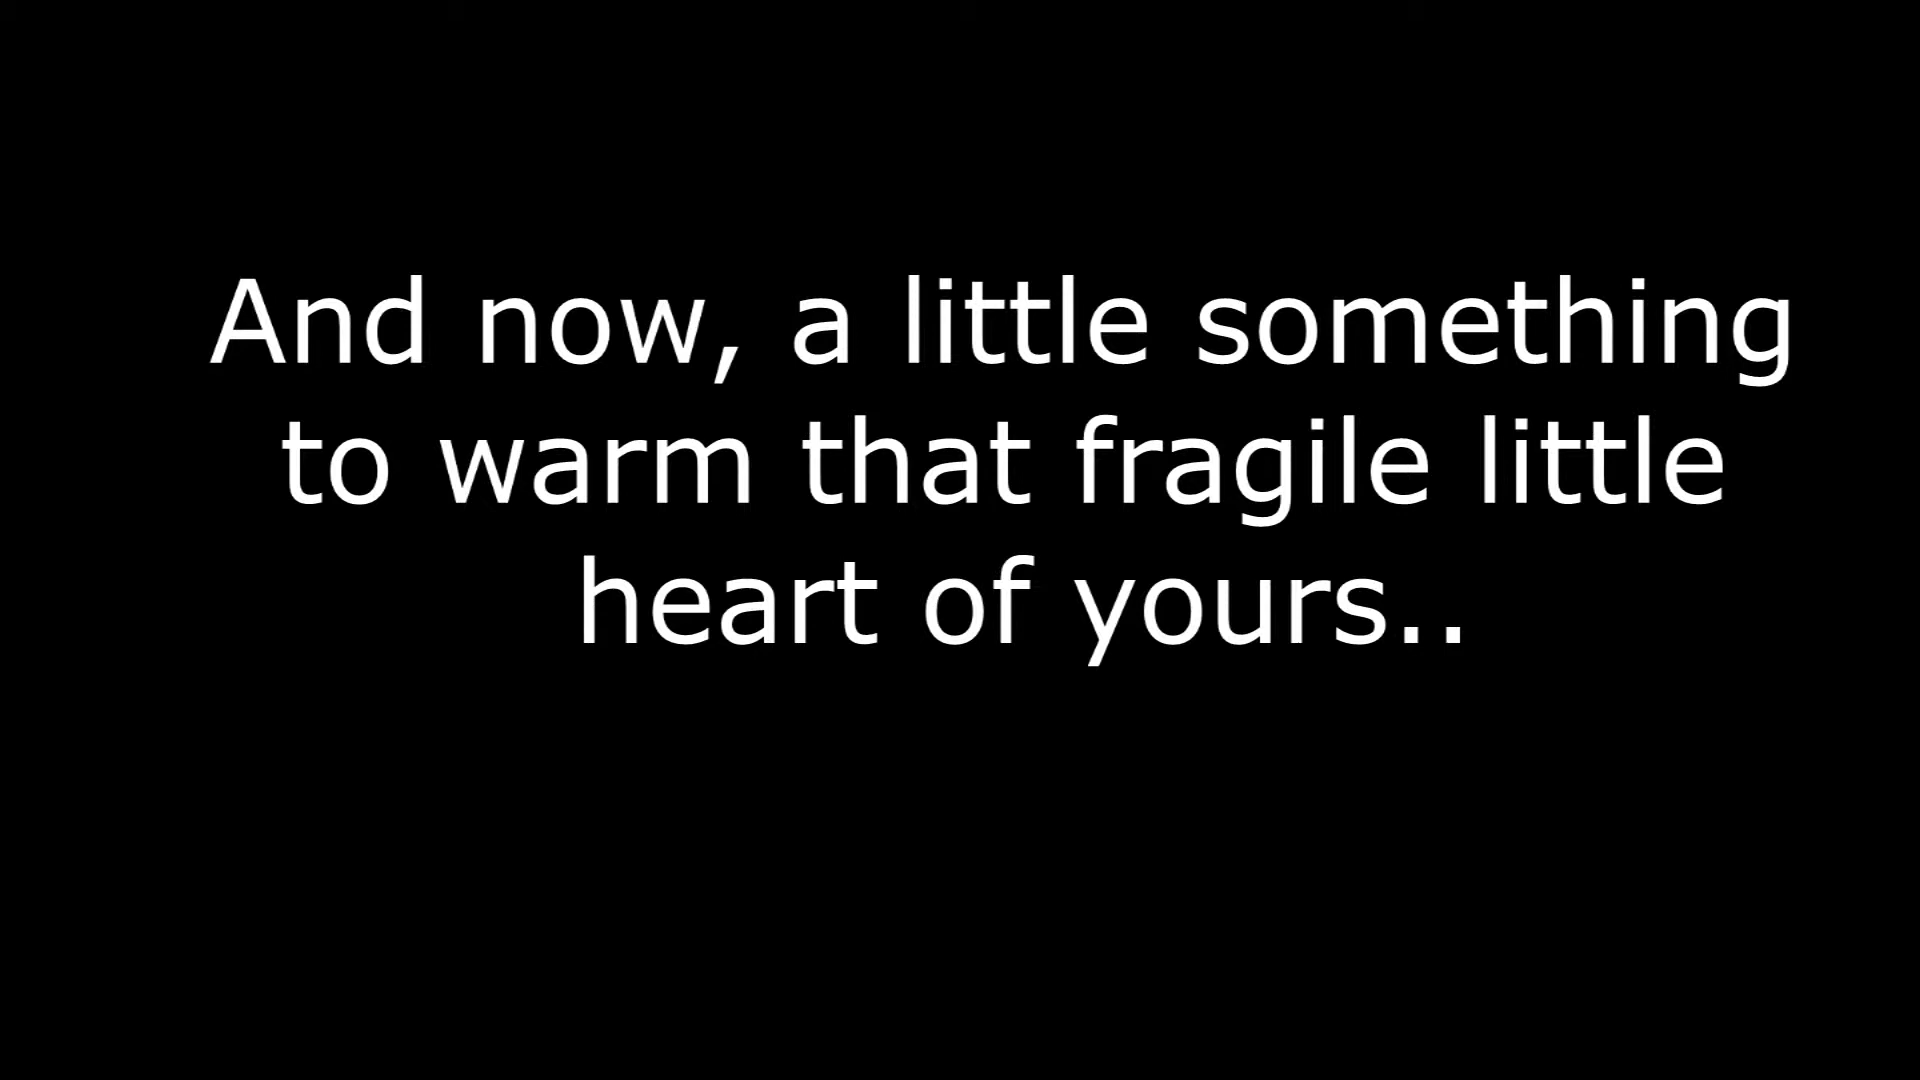 And now, a little something
to warm that fragile little
heart of yours..